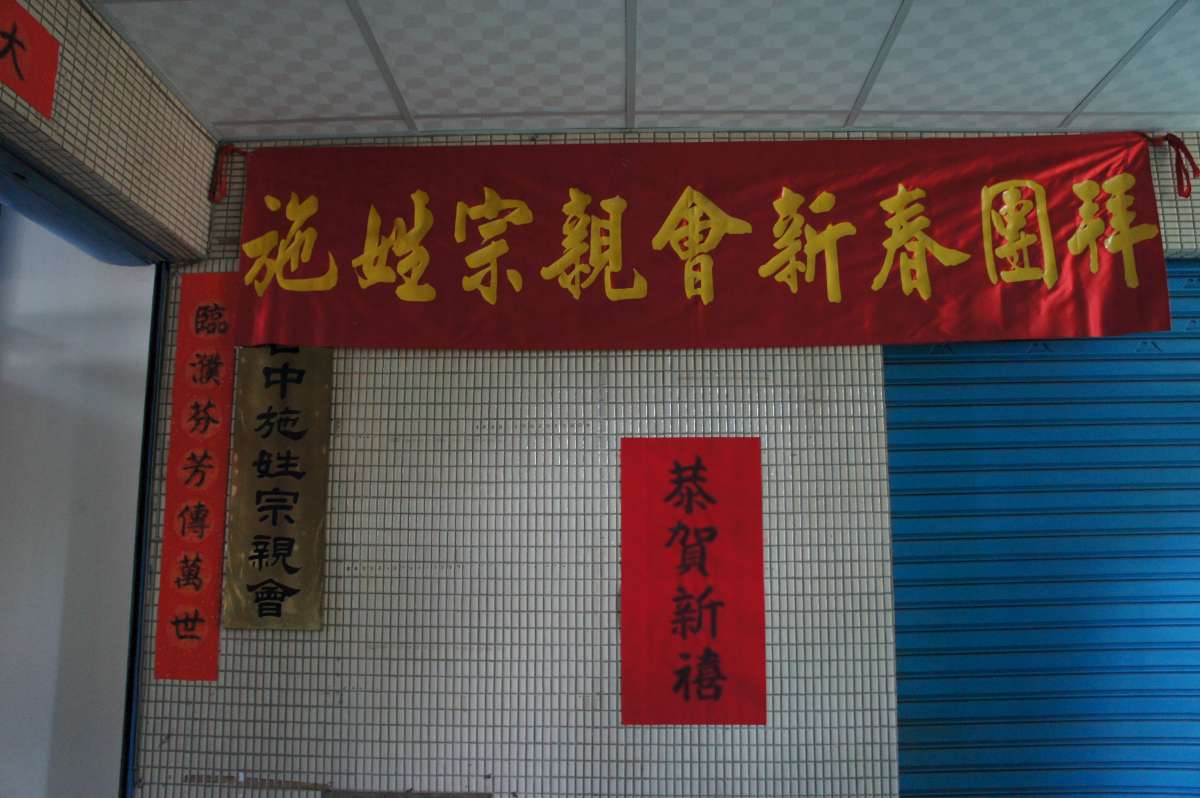 大
施姓宗親會新春團拜
臨濮芬芳傳萬世
中施姓宗親會
恭賀新禧